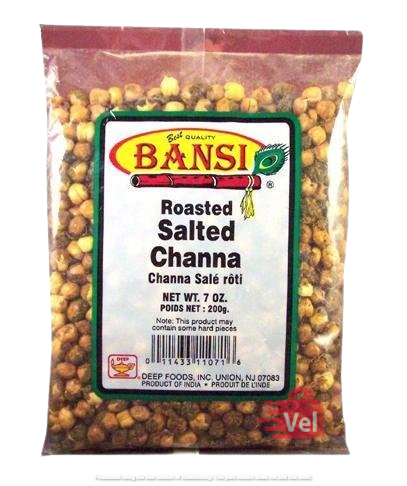 Best QUALITY
BANSI
®
Roasted
Salted
Channa
Channa Salé rôti
NET WT. 7 OZ.
POIDS NET : 200g.
Note: This product may
contain some hard pieces
0 11433 11071 6
DEEP
DEEP FOODS, INC. UNION, NJ 07083
PRODUCT OF INDIA • PRODUIT DE L'INDE
Vel